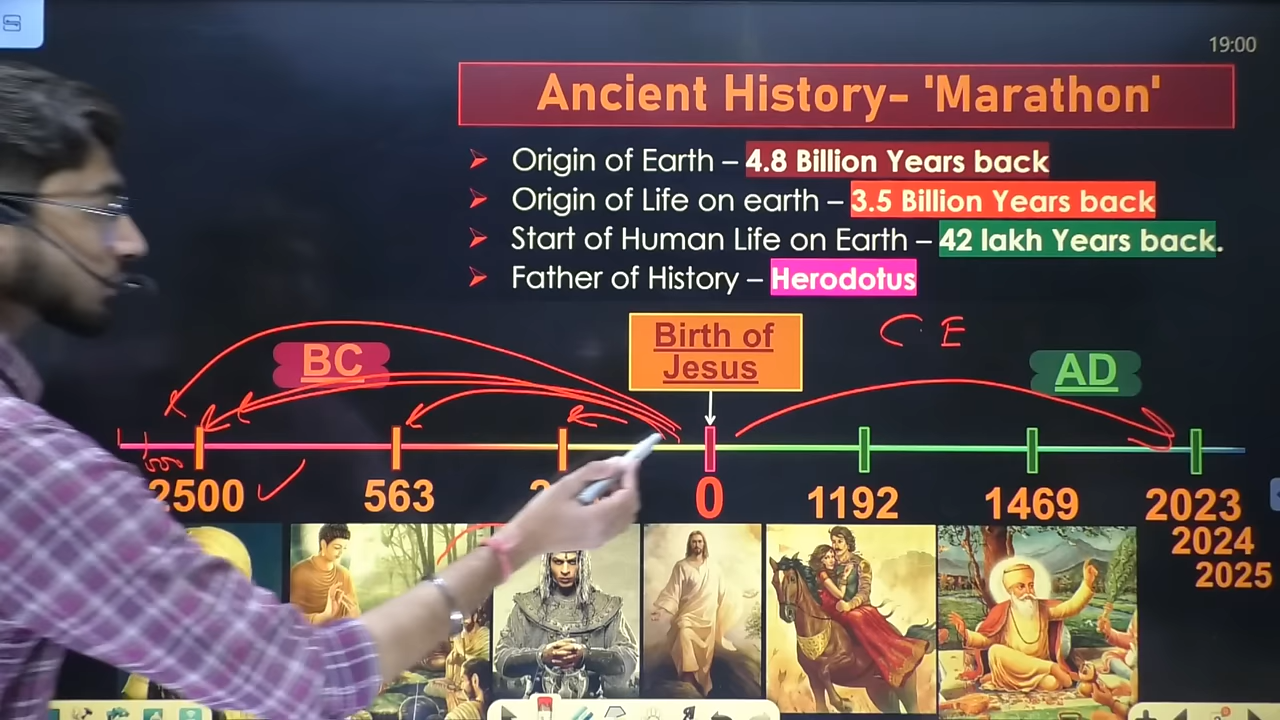 19:00
Ancient History- 'Marathon'
Origin of Earth – 4.8 Billion Years back
Origin of Life on earth – 3.5 Billion Years back
Start of Human Life on Earth – 42 lakh Years back.
Father of History – Herodotus
Birth of
Jesus
C E
BC
AD
2500
563
0
1192
1469
2023
2024
2025